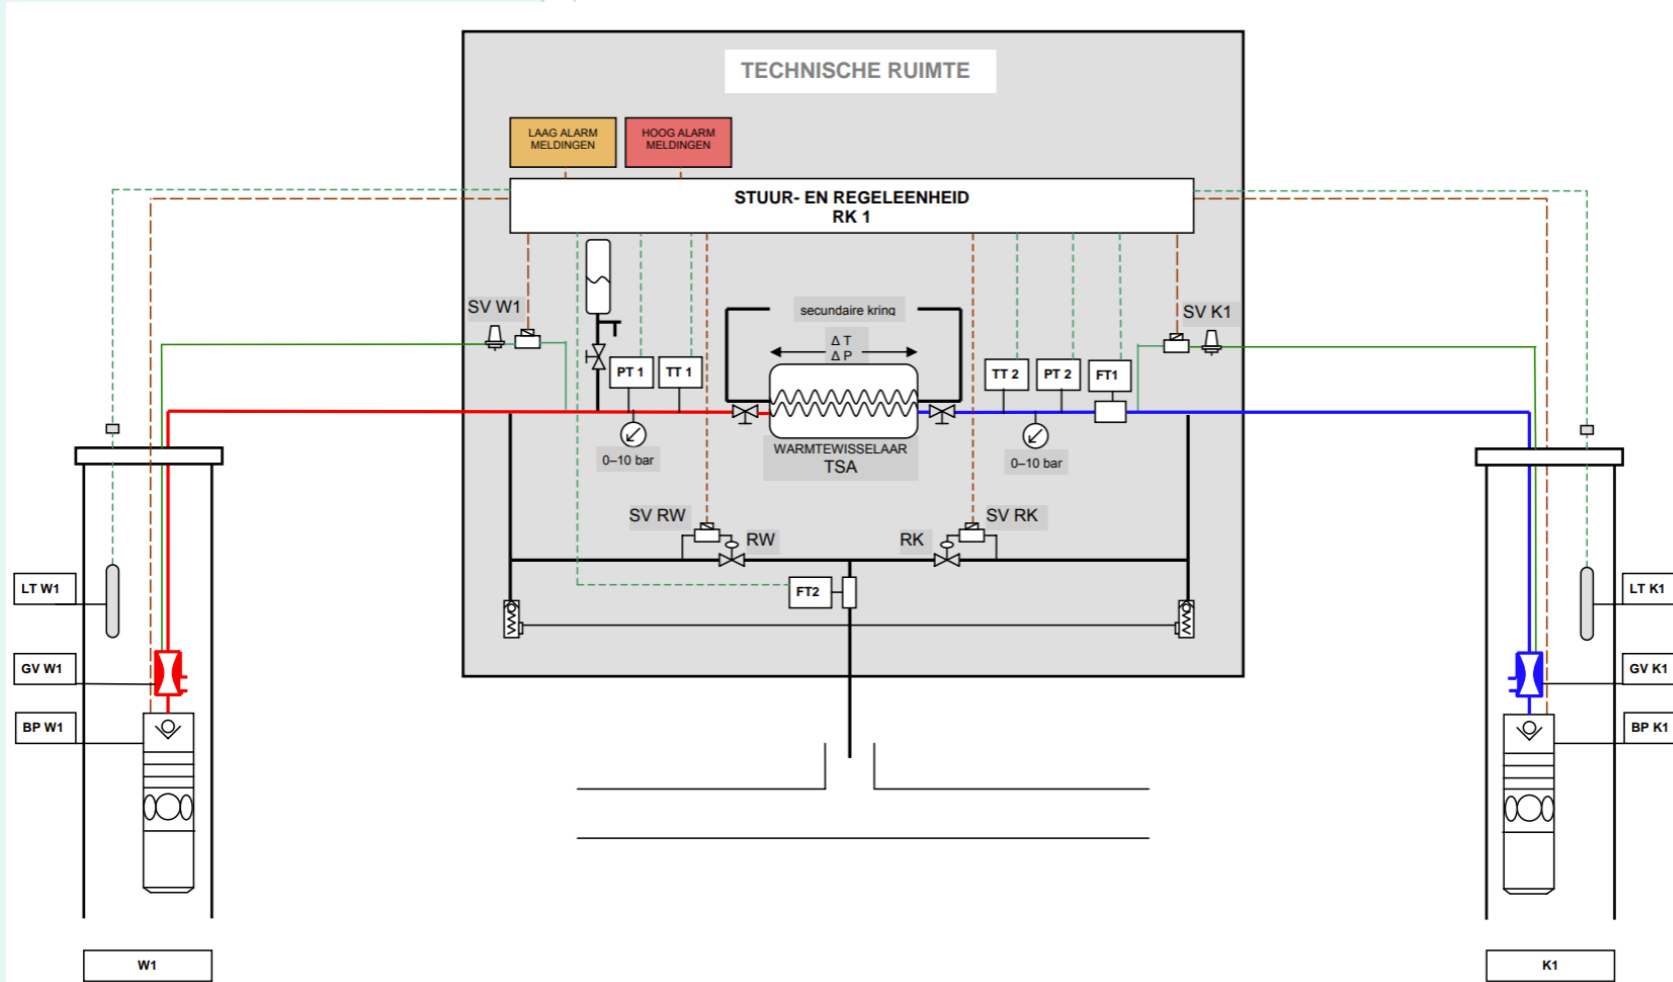 TECHNISCHE RUIMTE
LAAG ALARM
MELDINGEN
HOOG ALARM
MELDINGEN
STUUR- EN REGELEENHEID
RK 1
SV W1
secundaire kring
SV K1
Δ T
Δ P
PT 1
TT 1
TT 2
PT 2
FT1
0–10 bar
WARMTEWISSELAAR
TSA
0–10 bar
SV RW
RW
RK
SV RK
FT2
LT W1
LT K1
GV W1
GV K1
BP W1
BP K1
W1
K1